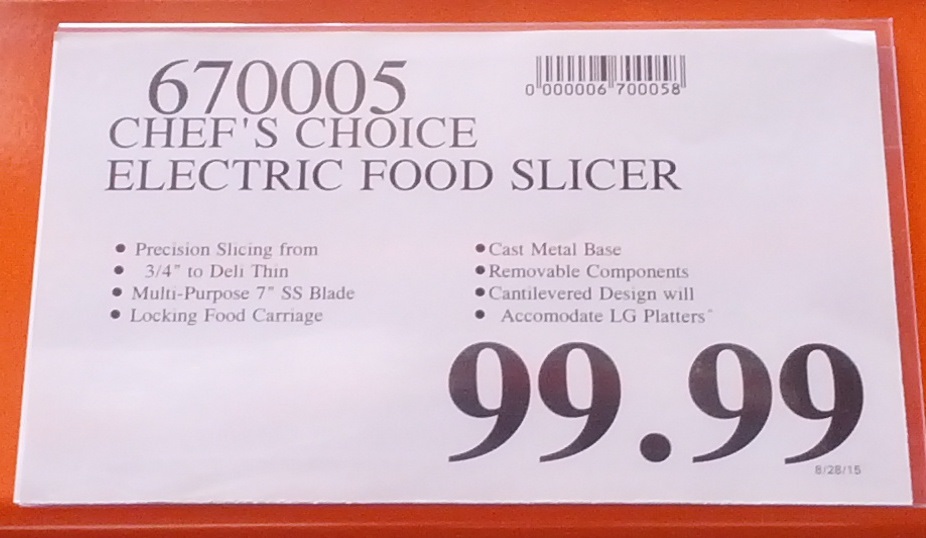 670005
0 000006 700058
CHEF'S CHOICE
ELECTRIC FOOD SLICER
• Precision Slicing from
• 3/4" to Deli Thin
• Multi-Purpose 7" SS Blade
• Locking Food Carriage
• Cast Metal Base
• Removable Components
• Cantilevered Design will
• Accomodate LG Platters
99.99
8/28/15